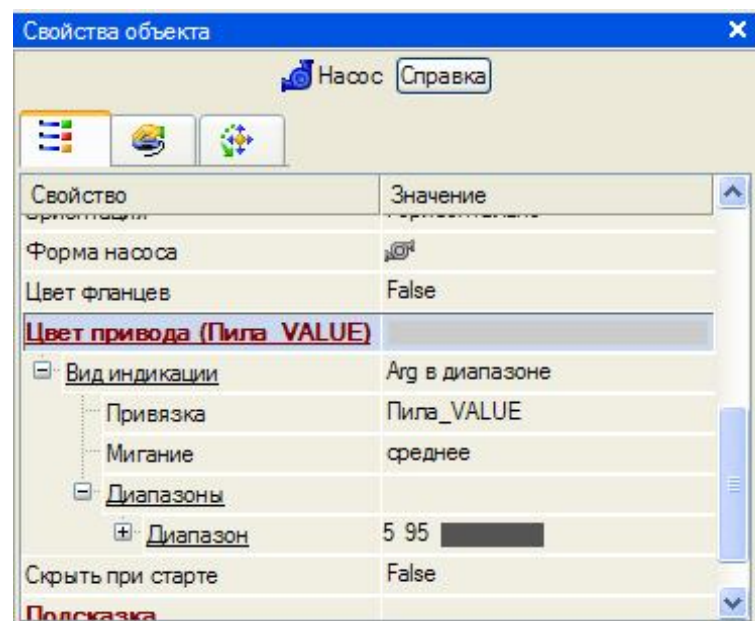 Свойства объекта
Насос Справка
Свойство Значение
Форма насоса
Цвет фланцев False
Цвет привода (Пила_VALUE)
Вид индикации Arg в диапазоне
Привязка Пила_VALUE
Мигание среднее
Диапазоны
Диапазон 5 95
Скрыть при старте False
Подсказка